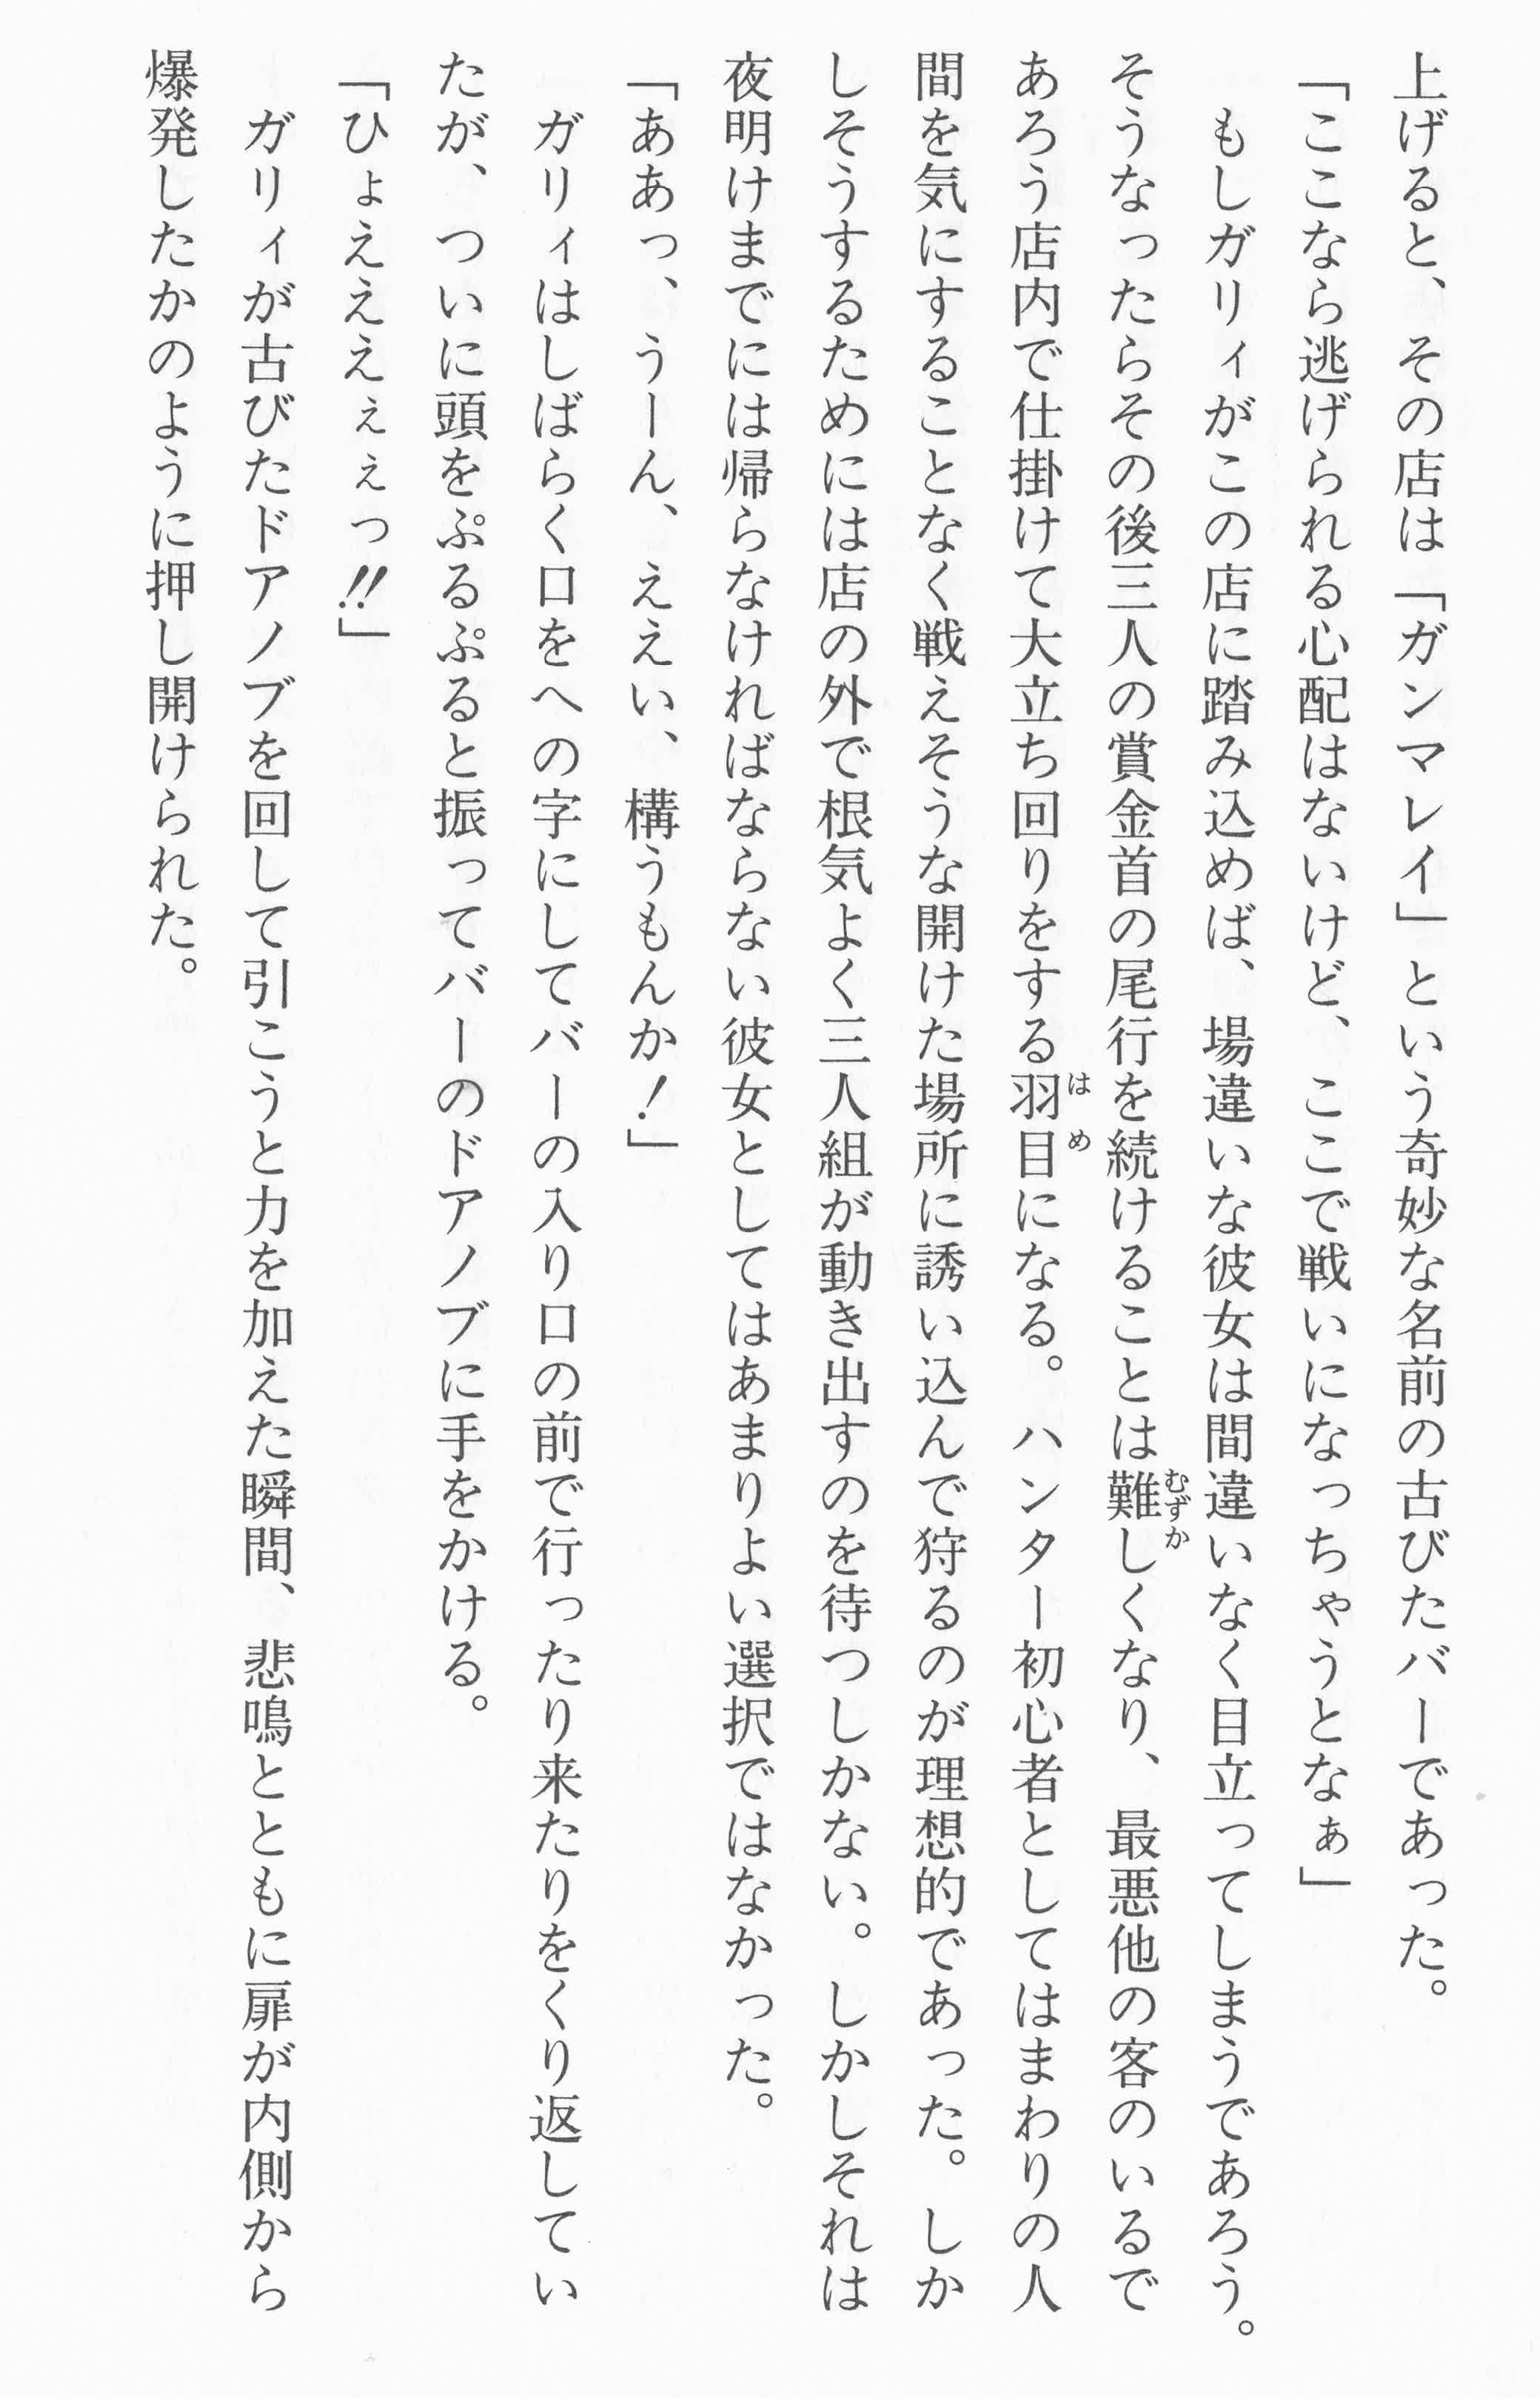 上げると、その店は「ガンマレイ」という奇妙な名前の古びたバーであった。
「ここなら逃げられる心配はないけど、ここで戦いになっちゃうとなぁ」
　もしガリィがこの店に踏み込めば、場違いな彼女は間違いなく目立ってしまうであろう。
そうなったらその後三人の賞金首の尾行を続けることは難しくなり、最悪他の客のいるで
あろう店内で仕掛けて大立ち回りをする羽目になる。ハンター初心者としてはまわりの人
間を気にすることなく戦えそうな開けた場所に誘い込んで狩るのが理想的であった。しか
しそうするためには店の外で根気よく三人組が動き出すのを待つしかない。しかしそれは
夜明けまでには帰らなければならない彼女としてはあまりよい選択ではなかった。
「ああっ、うーん、ええい、構うもんか！」
　ガリィはしばらく口をへの字にしてバーの入り口の前で行ったり来たりをくり返してい
たが、ついに頭をぷるぷると振ってバーのドアノブに手をかける。
「ひょえええぇぇっ!!」
　ガリィが古びたドアノブを回して引こうと力を加えた瞬間、悲鳴とともに扉が内側から
爆発したかのように押し開けられた。